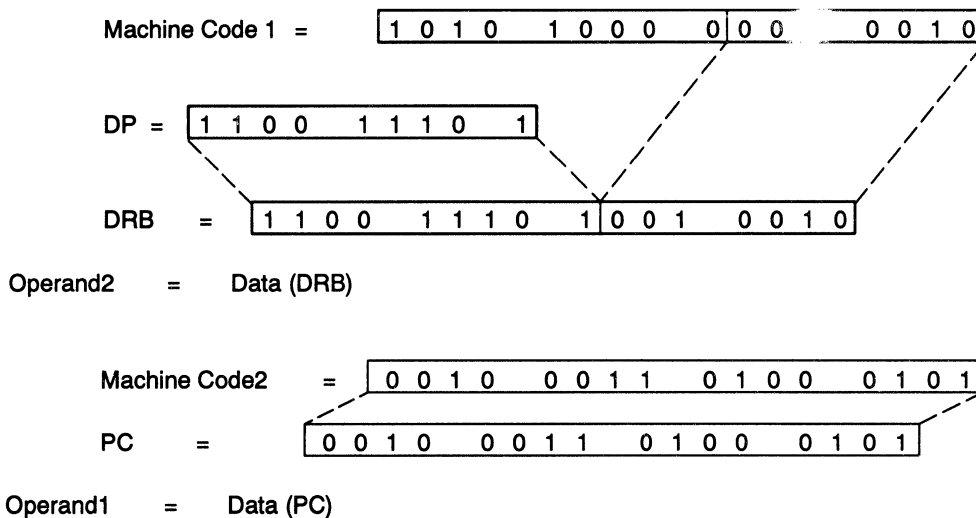 Machine Code 1 = 1 0 1 0 1 0 0 0 0 0 0 0 0 1 0
DP = 1 1 0 0 1 1 1 0 1
DRB = 1 1 0 0 1 1 1 0 1 0 0 1 0 0 1 0
Operand2 = Data (DRB)
Machine Code2 = 0 0 1 0 0 0 1 1 0 1 0 0 0 1 0 1
PC = 0 0 1 0 0 0 1 1 0 1 0 0 0 1 0 1
Operand1 = Data (PC)